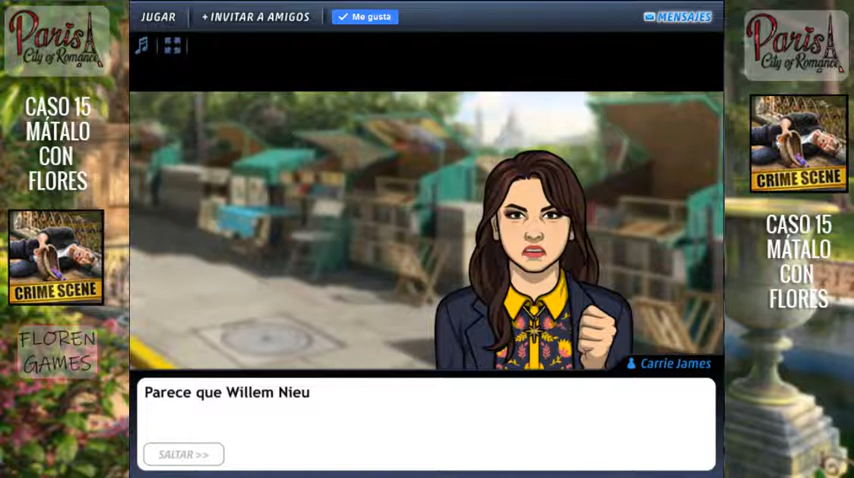 Paris
City of Romance
CASO 15
MÁTALO
CON
FLORES
CRIME SCENE
FLOREN
GAMES
JUGAR
+ INVITAR A AMIGOS
Me gusta
MENSAJES
Carrie James
Parece que Willem Nieu
SALTAR >>
Paris
City of Romance
CRIME SCENE
CASO 15
MÁTALO
CON
FLORES